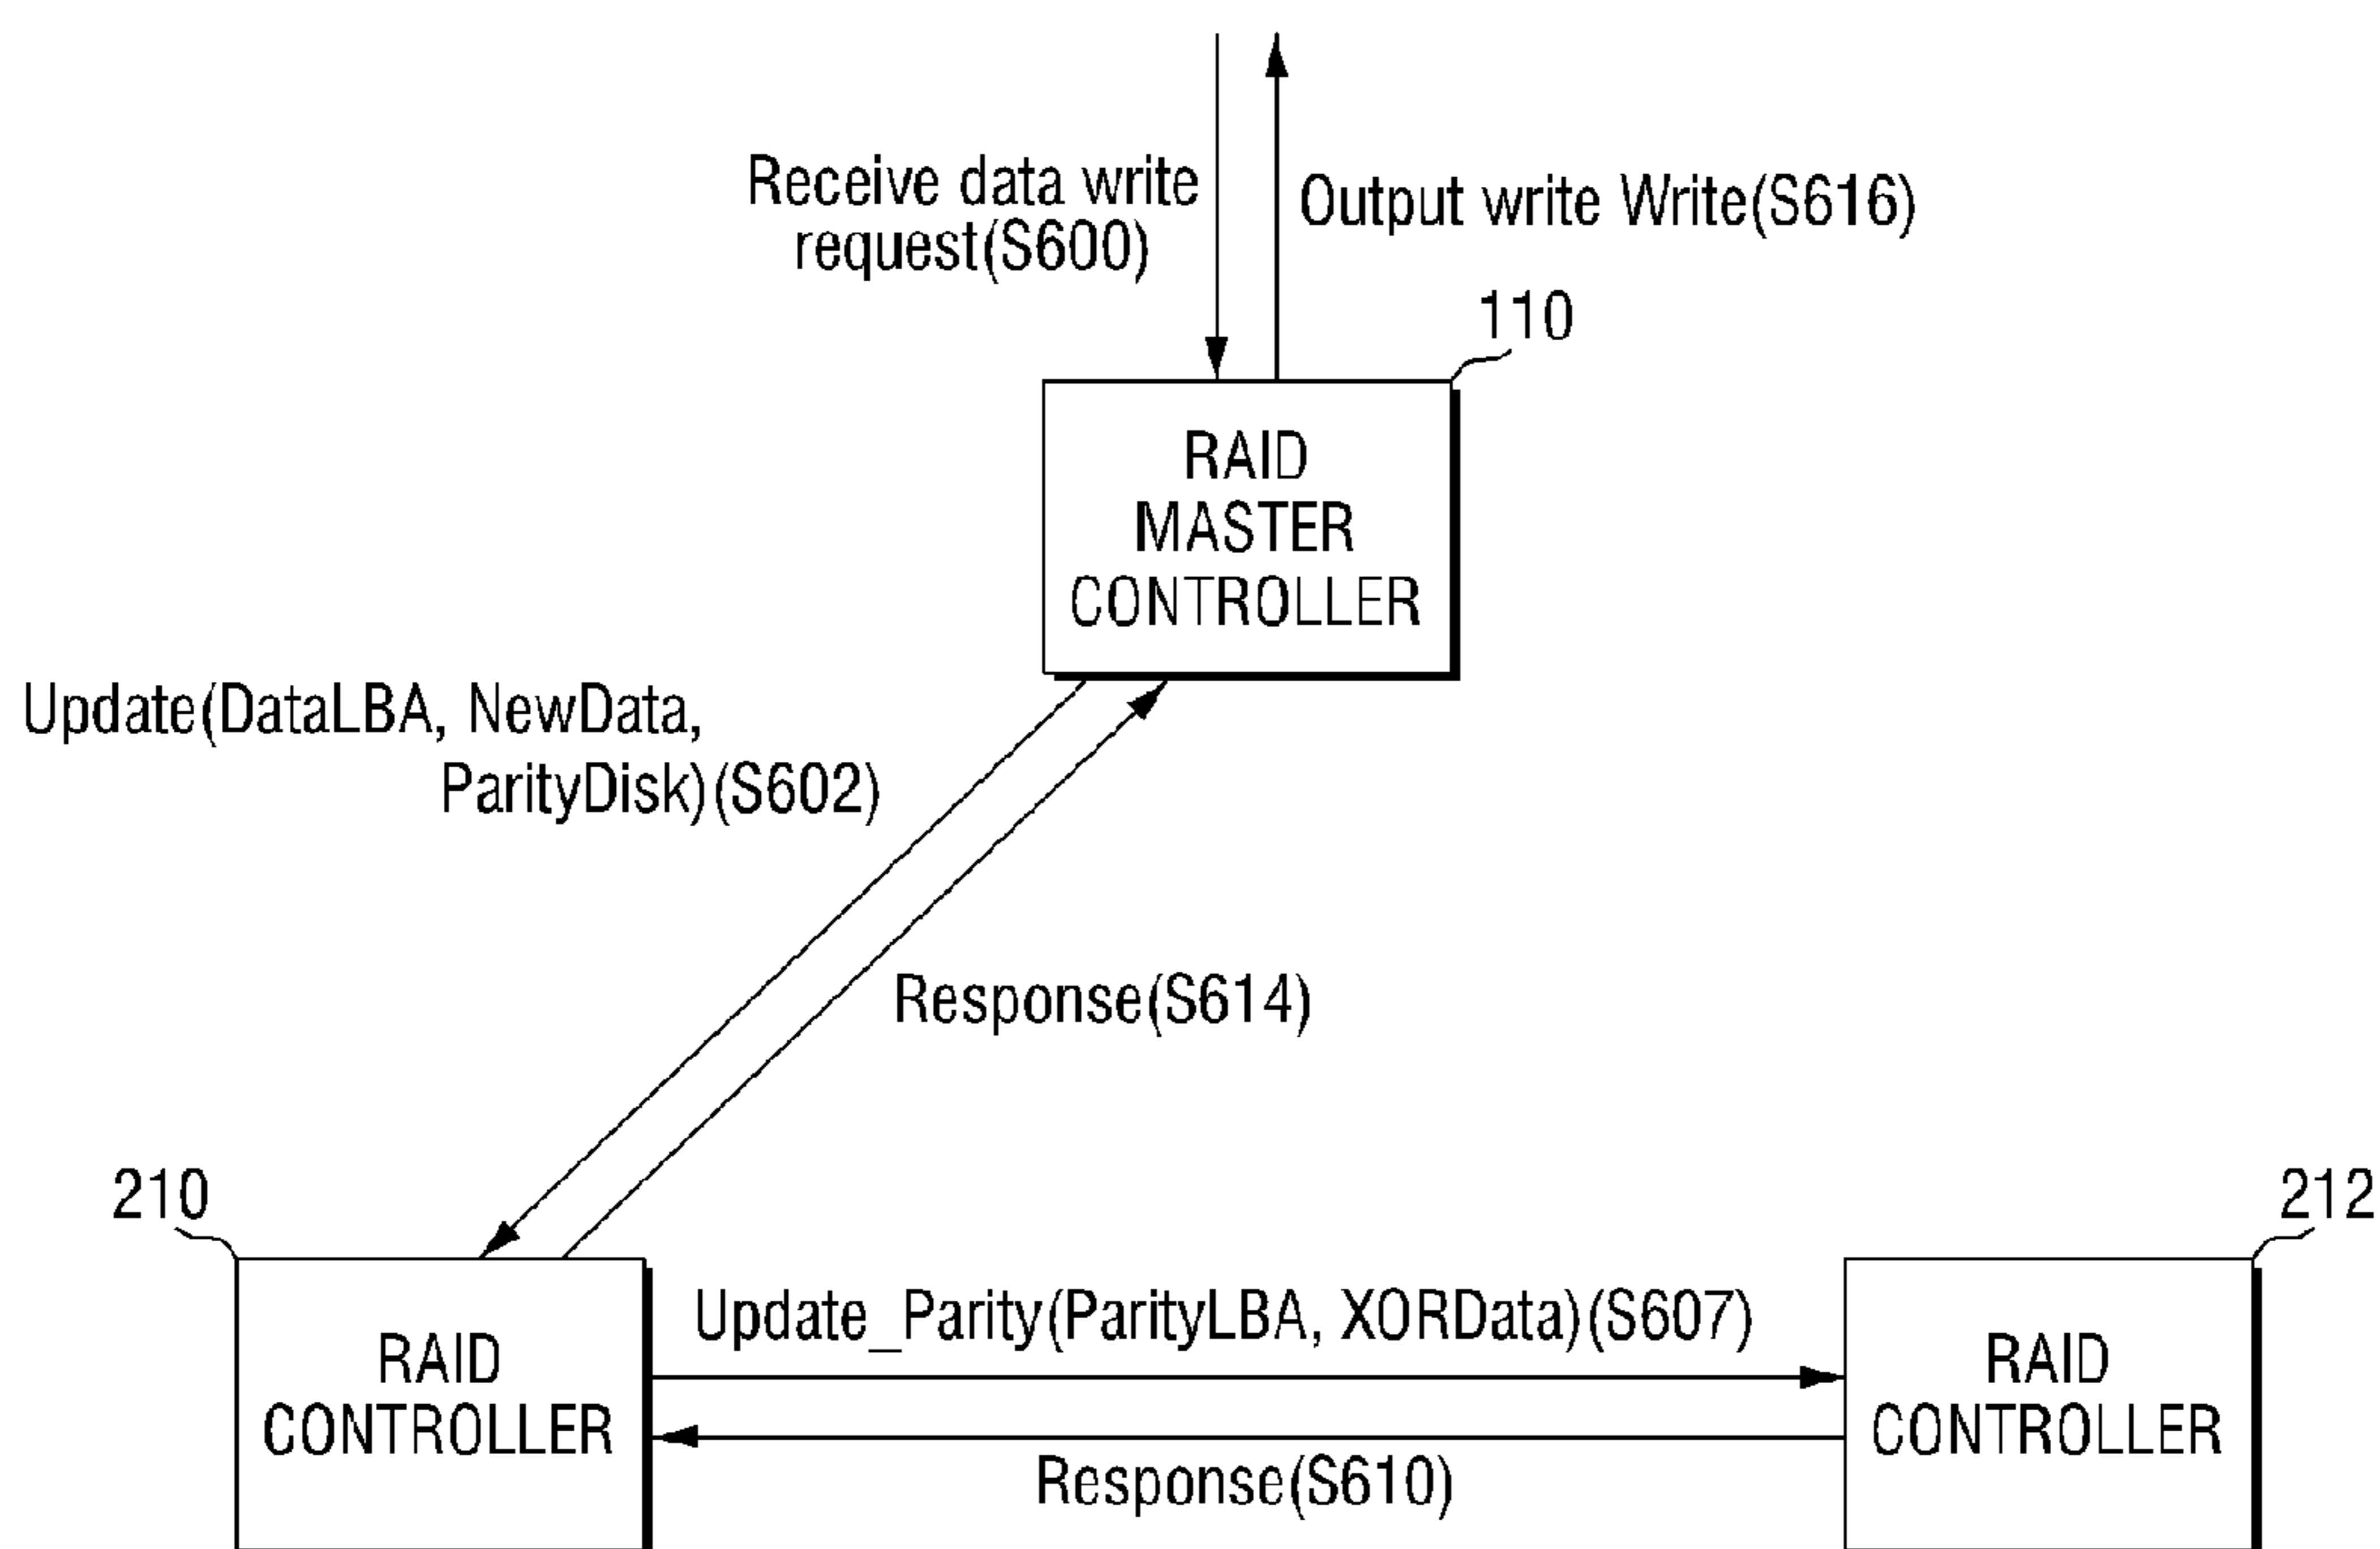 Receive data write
request(S600)
Output write Write(S616)
110
RAID
MASTER
CONTROLLER
Update(DataLBA, NewData,
ParityDisk)(S602)
Response(S614)
210
212
RAID
CONTROLLER
Update_Parity(ParityLBA, XORData)(S607)
Response(S610)
RAID
CONTROLLER